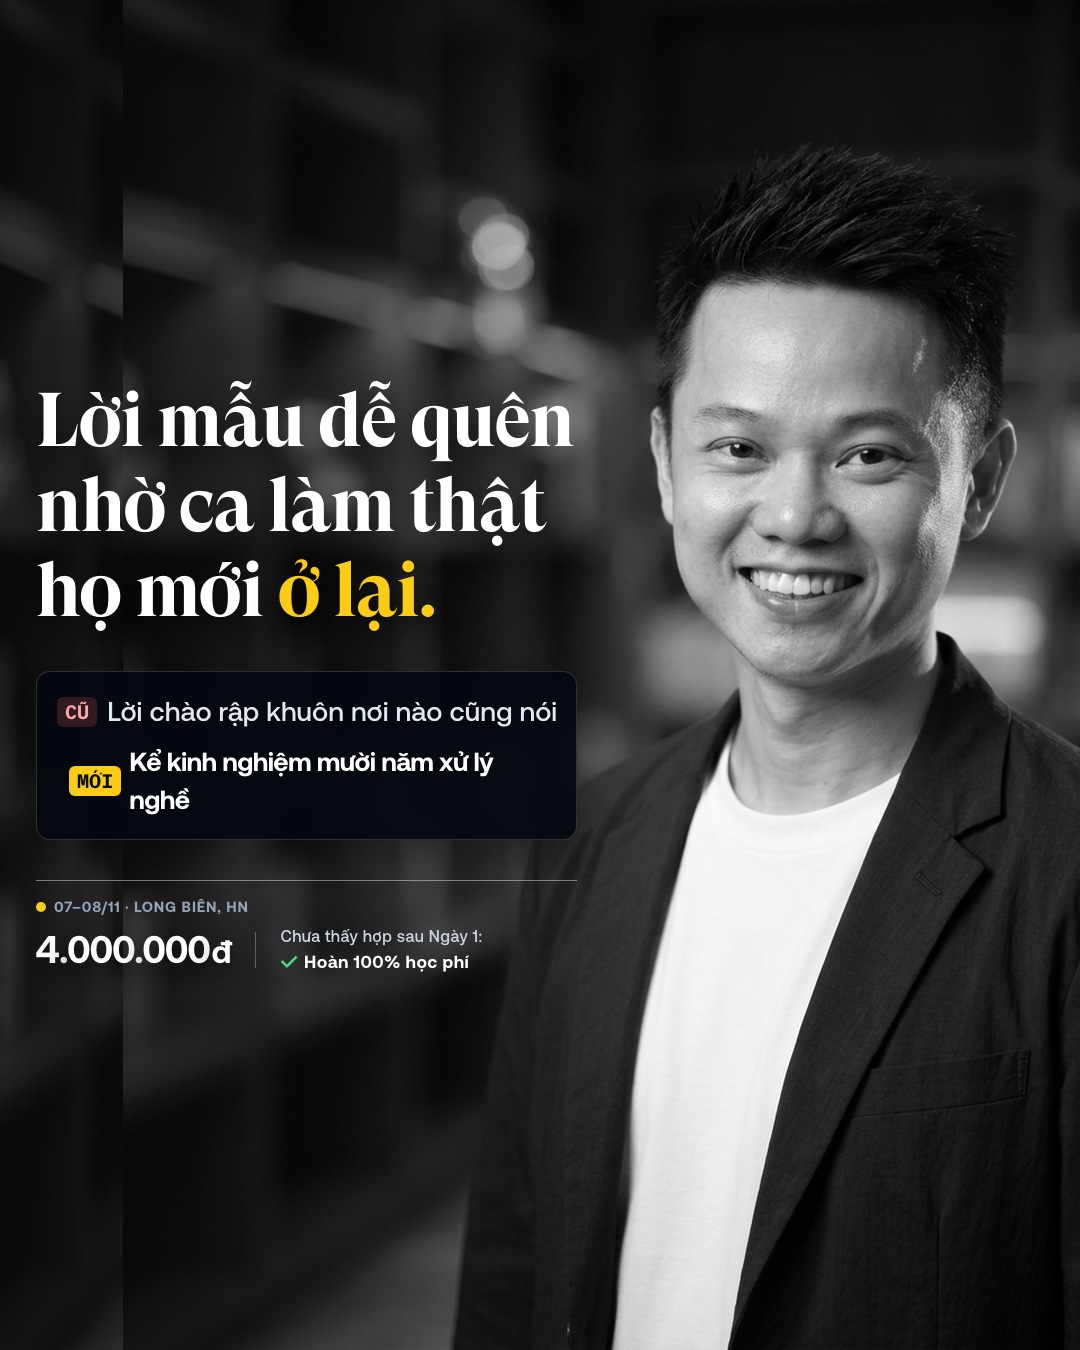 Lời mẫu dễ quên
nhờ ca làm thật
họ mới ở lại.
CŨ Lời chào rập khuôn nơi nào cũng nói
MỚI Kể kinh nghiệm mười năm xử lý
nghề
07–08/11 · LONG BIÊN, HN
4.000.000đ
Chưa thấy hợp sau Ngày 1:
Hoàn 100% học phí